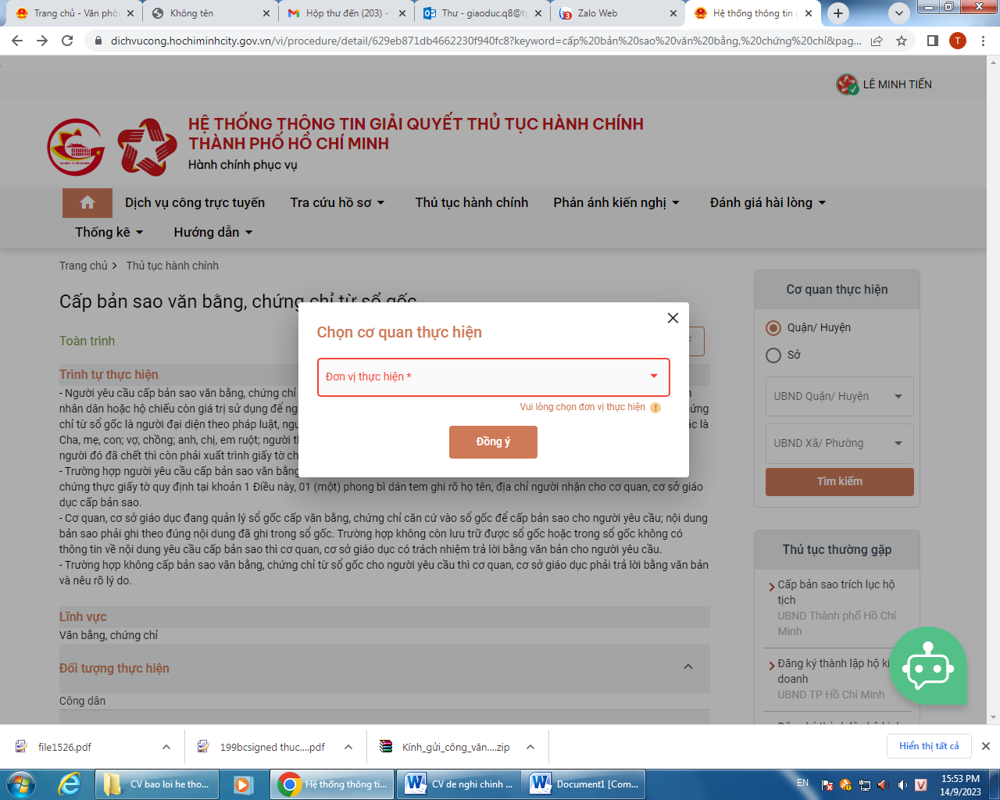 Trang chủ - Văn phòn
Không tên
Hộp thư đến (203) -
Thư - giaoduc.q8@tp
3
Zalo Web
Hệ thống thông tin g
dichvucong.hochiminhcity.gov.vn/vi/procedure/detail/629eb871db4662230f940fc8?keyword=cấp%20bản%20sao%20văn%20bằng,%20chứng%20chỉ&pag...
T
LÊ MINH TIẾN
HỆ THỐNG THÔNG TIN GIẢI QUYẾT THỦ TỤC HÀNH CHÍNH
THÀNH PHỐ HỒ CHÍ MINH
Hành chính phục vụ
Dịch vụ công trực tuyến
Tra cứu hồ sơ
Thủ tục hành chính
Phản ánh kiến nghị
Đánh giá hài lòng
Thống kê
Hướng dẫn
Trang chủ
Thủ tục hành chính
Cấp bản sao văn bằng, chứng chỉ từ sổ gốc
Toàn trình
Trình tự thực hiện
- Người yêu cầu cấp bản sao văn bằng, chứng chỉ
nhân dân hoặc hộ chiếu còn giá trị sử dụng để
chỉ từ sổ gốc là người đại diện theo pháp luật,
là
Cha, mẹ, con; vợ, chồng; anh, chị, em ruột; người
người đó đã chết thì còn phải xuất trình giấy tờ
- Trường hợp người yêu cầu cấp bản sao văn bằng
chứng thực giấy tờ quy định tại khoản 1 Điều này, 01 (một) phong bì dán tem ghi rõ họ tên, địa chỉ người nhận cho cơ quan, cơ sở giáo
dục cấp bản sao.
- Cơ quan, cơ sở giáo dục đang quản lý sổ gốc cấp văn bằng, chứng chỉ căn cứ vào sổ gốc để cấp bản sao cho người yêu cầu; nội dung
bản sao phải ghi theo đúng nội dung đã ghi trong sổ gốc. Trường hợp không còn lưu trữ được sổ gốc hoặc trong sổ gốc không có
thông tin về nội dung yêu cầu cấp bản sao thì cơ quan, cơ sở giáo dục có trách nhiệm trả lời bằng văn bản cho người yêu cầu.
- Trường hợp không cấp bản sao văn bằng, chứng chỉ từ sổ gốc cho người yêu cầu thì cơ quan, cơ sở giáo dục phải trả lời bằng văn bản
và nêu rõ lý do.
Lĩnh vực
Văn bằng, chứng chỉ
Đối tượng thực hiện
Công dân
Chọn cơ quan thực hiện
Đơn vị thực hiện *
Vui lòng chọn đơn vị thực hiện
Đồng ý
Cơ quan thực hiện
Quận/ Huyện
Sở
UBND Quận/ Huyện
UBND Xã/ Phường
Tìm kiếm
Thủ tục thường gặp
Cấp bản sao trích lục hộ
tịch
UBND Thành phố Hồ Chí
Minh
Đăng ký thành lập hộ ki
doanh
UBND TP Hồ Chí Minh
file1526.pdf
199bcsigned thuc....pdf
Kính_gửi_công_văn....zip
Hiển thị tất cả
CV bao loi he tho...
Hệ thống thông ti...
CV de nghi chinh ...
Document1 [Com...
EN
V
15:53 PM
14/9/2023